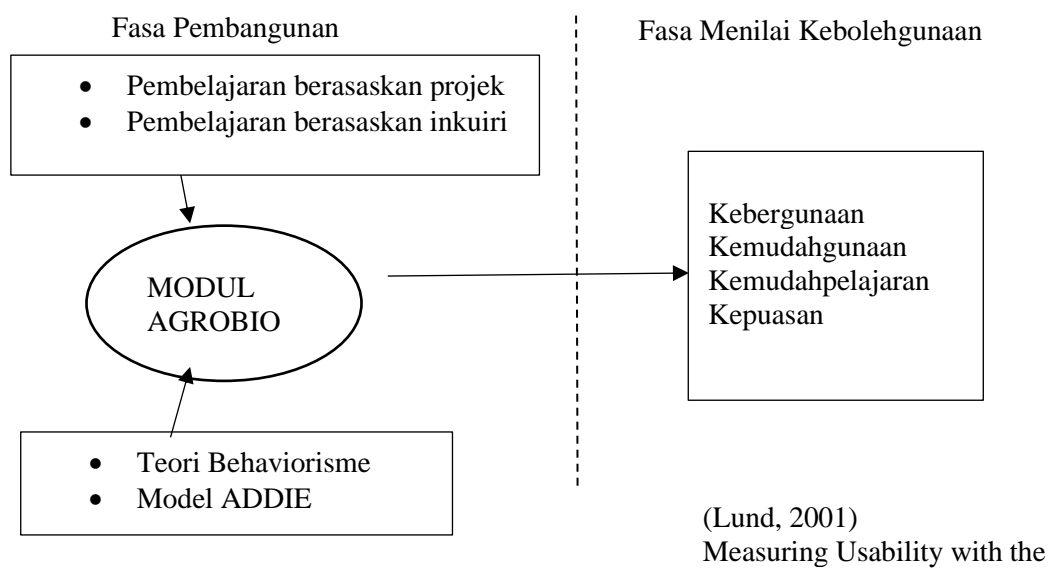 Fasa Pembangunan
Fasa Menilai Kebolehgunaan
• Pembelajaran berasaskan projek
• Pembelajaran berasaskan inkuiri
MODUL
AGROBIO
Kebergunaan
Kemudahgunaan
Kemudahpelajaran
Kepuasan
• Teori Behaviorisme
• Model ADDIE
(Lund, 2001)
Measuring Usability with the